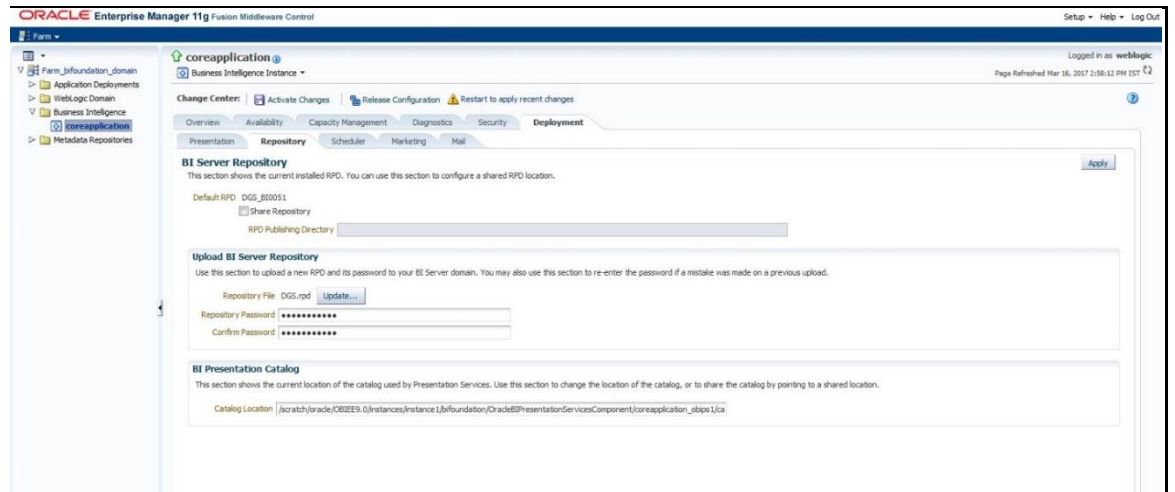 ORACLE Enterprise Manager 11g Fusion Middleware Control
Setup Help Log Out
Farm
Farm_bifoundation_domain
Application Deployments
WebLogic Domain
Business Intelligence
coreapplication
Metadata Repositories
coreapplication
Logged in as weblogic
Business Intelligence Instance
Page Refreshed Mar 16, 2017 2:58:12 PM IST
Change Center: Activate Changes Release Configuration Restart to apply recent changes
Overview Availability Capacity Management Diagnostics Security Deployment
Presentation Repository Scheduler Marketing Mail
BI Server Repository
Apply
This section shows the current installed RPD. You can use this section to configure a shared RPD location.
Default RPD DGS_BI0051
Share Repository
RPD Publishing Directory
Upload BI Server Repository
Use this section to upload a new RPD and its password to your BI Server domain. You may also use this section to re-enter the password if a mistake was made on a previous upload.
Repository File DGS.rpd Update...
Repository Password •••••••••••
Confirm Password •••••••••••
BI Presentation Catalog
This section shows the current location of the catalog used by Presentation Services. Use this section to change the location of the catalog, or to share the catalog by pointing to a shared location.
Catalog Location /scratch/oracle/OBIEE9.0/instances/instance1/bifoundation/OracleBIPresentationServicesComponent/coreapplication_obips1/ca